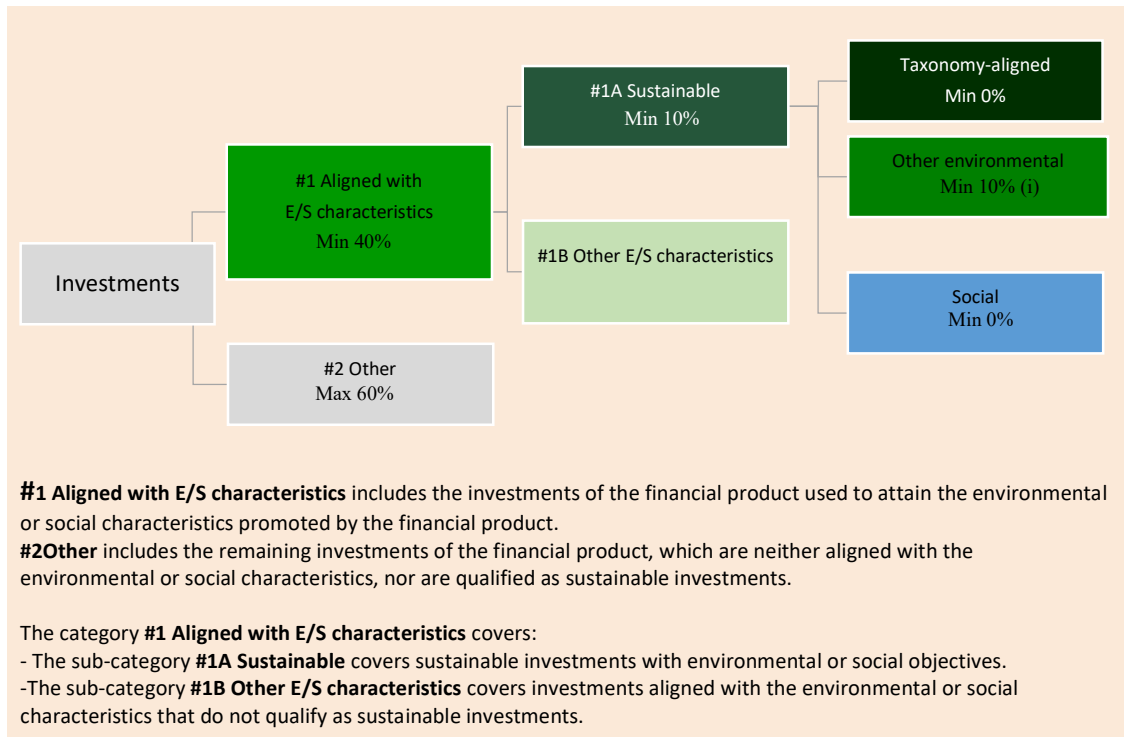 Investments
#1 Aligned with
E/S characteristics
Min 40%
#2 Other
Max 60%
#1A Sustainable
Min 10%
#1B Other E/S characteristics
Taxonomy-aligned
Min 0%
Other environmental
Min 10% (i)
Social
Min 0%
#1 Aligned with E/S characteristics includes the investments of the financial product used to attain the environmental
or social characteristics promoted by the financial product.
#2Other includes the remaining investments of the financial product, which are neither aligned with the
environmental or social characteristics, nor are qualified as sustainable investments.
The category #1 Aligned with E/S characteristics covers:
- The sub-category #1A Sustainable covers sustainable investments with environmental or social objectives.
-The sub-category #1B Other E/S characteristics covers investments aligned with the environmental or social
characteristics that do not qualify as sustainable investments.